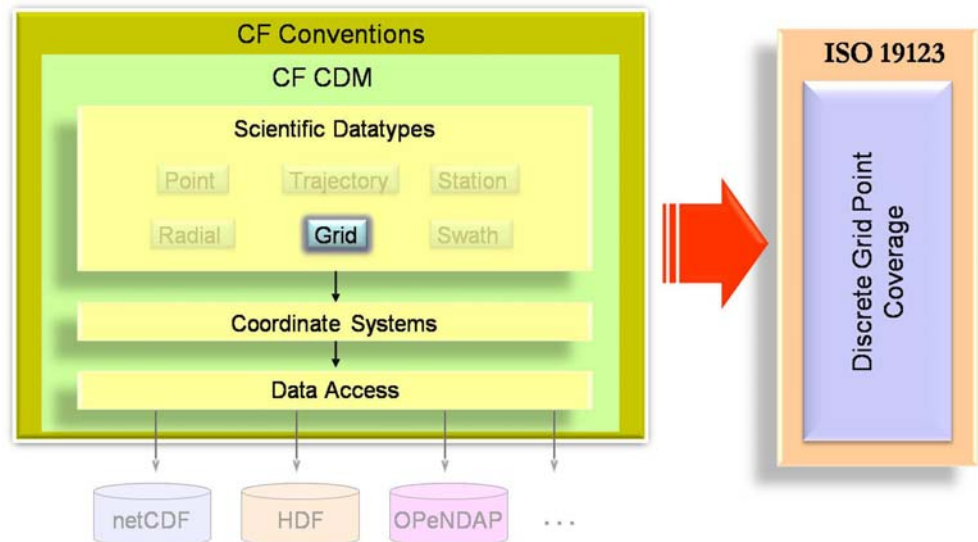 CF Conventions
CF CDM
Scientific Datatypes
Point Trajectory Station
Radial Grid Swath
Coordinate Systems
Data Access
netCDF HDF OPeNDAP ...
ISO 19123
Discrete Grid Point
Coverage